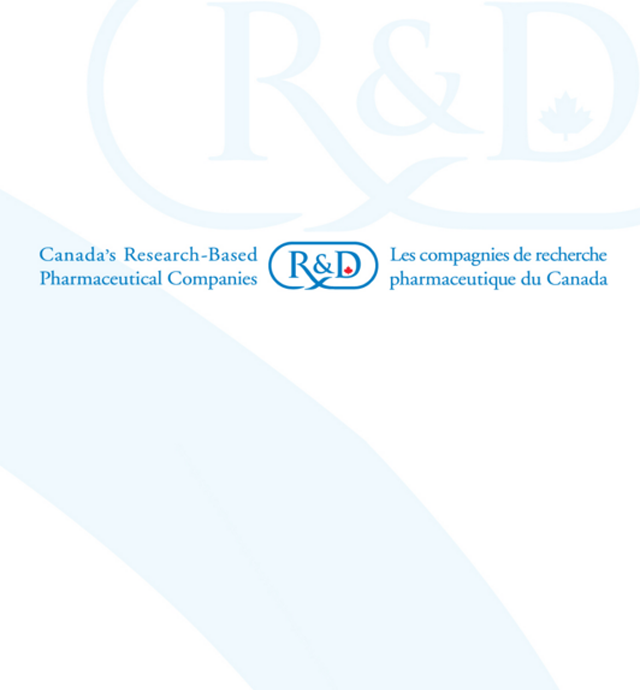 R&D
Canada's Research-Based
Pharmaceutical Companies
R&D
Les compagnies de recherche
pharmaceutique du Canada